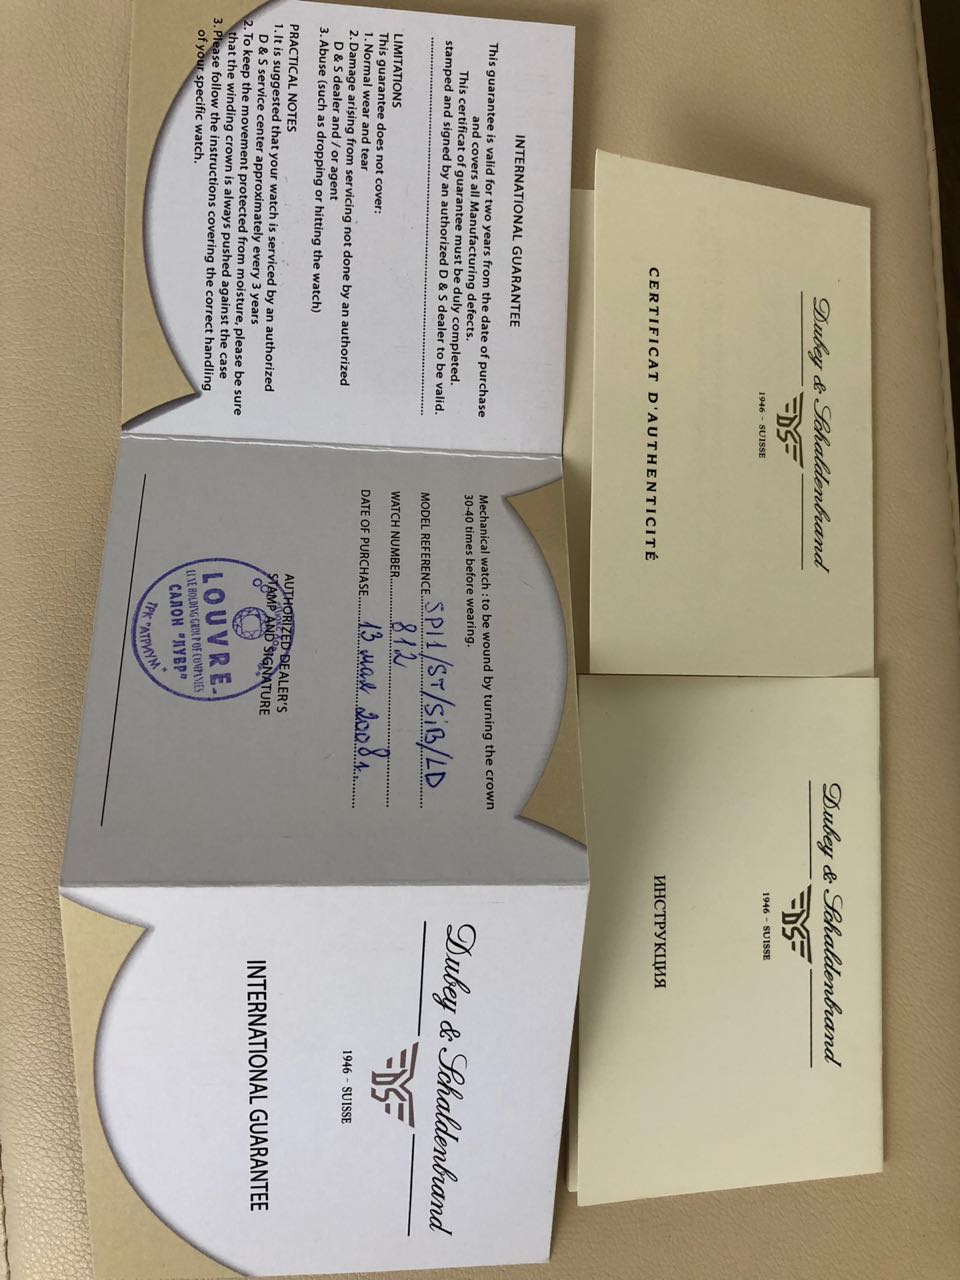 INTERNATIONAL GUARANTEE
This guarantee is valid for two years from the date of purchase
and covers all Manufacturing defects.
This certificat of guarantee must be duly completed.
stamped and signed by an authorized D & S dealer to be valid.
LIMITATIONS
This guarantee does not cover:
1. Normal wear and tear
2. Damage arising from servicing not done by an authorized
D & S dealer and / or agent
3. Abuse (such as dropping or hitting the watch)
PRACTICAL NOTES
1. It is suggested that your watch is serviced by an authorized
D & S service center approximately every 3 years
2. To keep the movement protected from moisture, please be sure
that the winding crown is always pushed against the case
3. Please follow the instructions covering the correct handling
of your specific watch.
Mechanical watch : to be wound by turning the crown
30-40 times before wearing.
MODEL REFERENCE SP11/ST/SiB/LD
WATCH NUMBER 812
DATE OF PURCHASE 13 мая 2008г.
AUTHORIZED DEALER'S
STAMP AND SIGNATURE
LOUVRE-
LUXE HOLDING GROUP OF COMPANIES
САЛОН "ЛУВР"
ТРК "АТРИУМ"
Dubey & Schaldenbrand
1946 - SUISSE
INTERNATIONAL GUARANTEE
Dubey & Schaldenbrand
1946 - SUISSE
CERTIFICAT D'AUTHENTICITÉ
Dubey & Schaldenbrand
1946 - SUISSE
ИНСТРУКЦИЯ